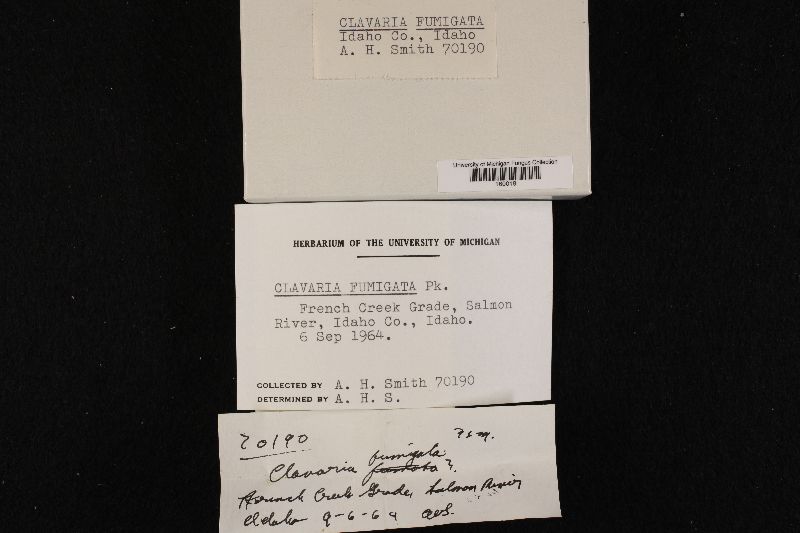 CLAVARIA FUMIGATA
Idaho Co., Idaho
A. H. Smith 70190
University of Michigan Fungus Collection
160019
HERBARIUM OF THE UNIVERSITY OF MICHIGAN
CLAVARIA FUMIGATA Pk.
French Creek Grade, Salmon
River, Idaho Co., Idaho.
6 Sep 1964.
COLLECTED BY A. H. Smith 70190
DETERMINED BY A. H. S.
70190
fumigata
Clavaria ?
French Creek Grade, Salmon River
Idaho 9-6-64 AHS.